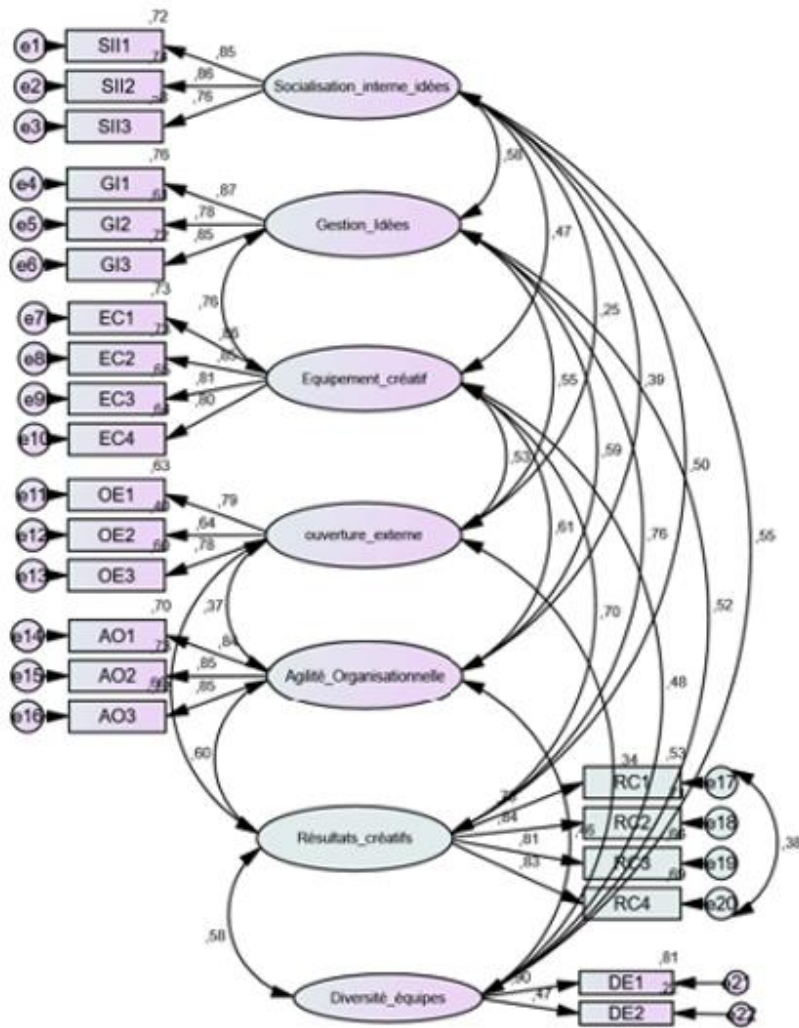 ,72
e1 SII1 ,85
e2 SII2 ,86
e3 SII3 ,76
Socialisation_interne_idées
,58
,76
e4 GI1 ,87
e5 GI2 ,78
e6 GI3 ,85
Gestion_Idées
,47
,76
,25
,73
e7 EC1
e8 EC2
e9 EC3 ,81
e10 EC4 ,80
Equipement_créatif
,55
,39
,53
,59
,50
,63
e11 OE1 ,79
e12 OE2 ,64
e13 OE3 ,78
ouverture_externe
,61
,76
,55
,37
,70
,52
,70
e14 AO1 ,84
e15 AO2 ,85
e16 AO3 ,85
Agilité_Organisationnelle
,48
,60
,53
RC1 e17
,84 RC2 e18
,81 RC3 e19
,83 RC4 e20
,38
Résultats_créatifs
,58
,81
,90 DE1 e21
,47 DE2 e22
Diversité_équipes